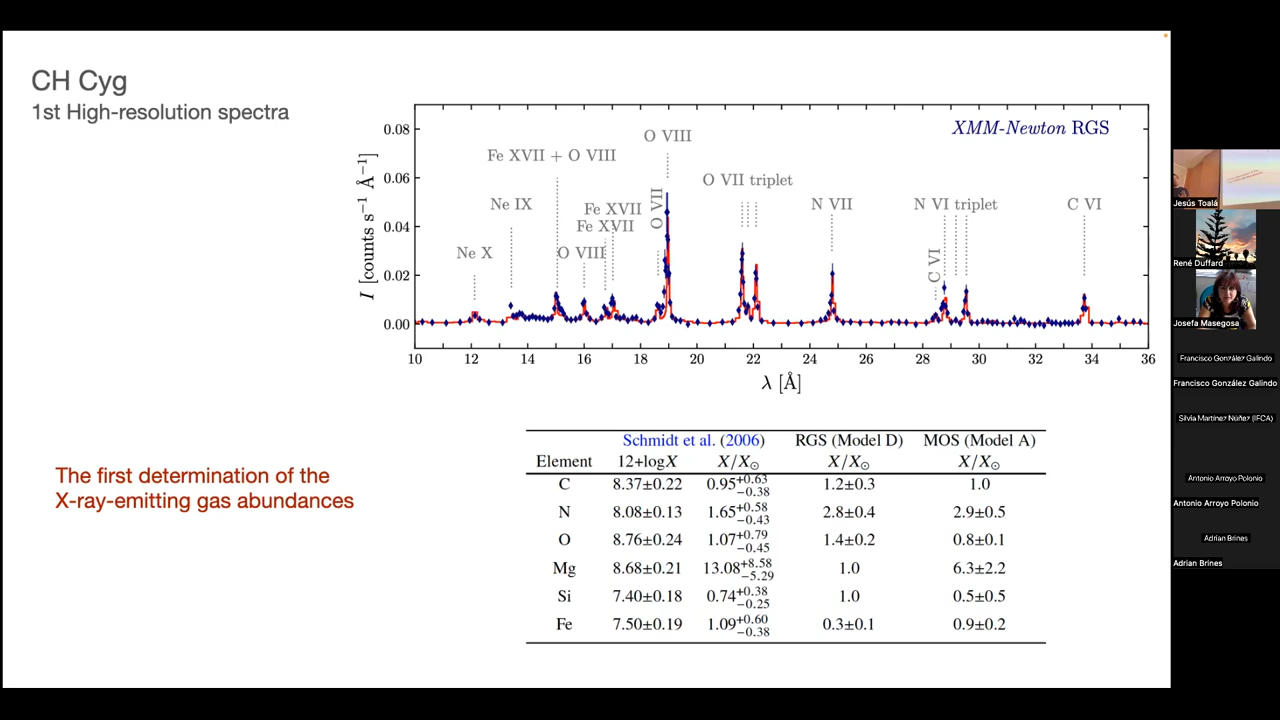 CH Cyg
1st High-resolution spectra
XMM-Newton RGS
O VIII
Fe XVII + O VIII
O VII triplet
Ne IX
Fe XVII
O VII
N VII
N VI triplet
C VI
Fe XVII
Ne X
O VIII
C VI
I [counts s⁻¹ Å⁻¹]
0.08
0.06
0.04
0.02
0.00
10 12 14 16 18 20 22 24 26 28 30 32 34 36
λ [Å]
Schmidt et al. (2006) RGS (Model D) MOS (Model A)
Element 12+logX X/X⊙ X/X⊙ X/X⊙
C 8.37±0.22 0.95+0.63−0.38 1.2±0.3 1.0
N 8.08±0.13 1.65+0.58−0.43 2.8±0.4 2.9±0.5
O 8.76±0.24 1.07+0.79−0.45 1.4±0.2 0.8±0.1
Mg 8.68±0.21 13.08+8.58−5.29 1.0 6.3±2.2
Si 7.40±0.18 0.74+0.38−0.25 1.0 0.5±0.5
Fe 7.50±0.19 1.09+0.60−0.38 0.3±0.1 0.9±0.2
The first determination of the
X-ray-emitting gas abundances
Jesús Toalá
René Duffard
Josefa Masegosa
Francisco González Galindo
Francisco González Galindo
Silvia Martínez Núñez (IFCA)
Antonio Arroyo Polonio
Antonio Arroyo Polonio
Adrian Brines
Adrian Brines